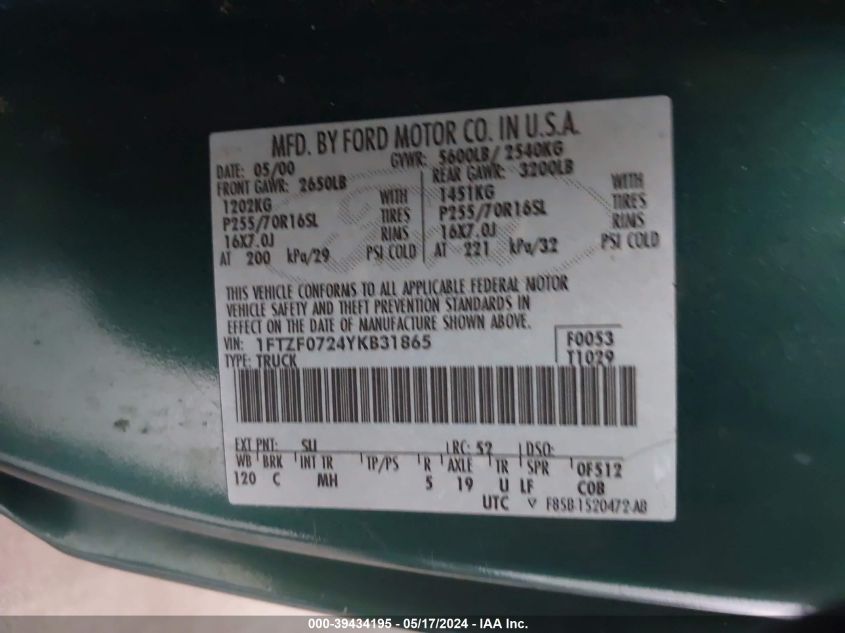 MFD. BY FORD MOTOR CO. IN U.S.A.
DATE: 05/00 GVWR: 5600LB/ 2540KG
FRONT GAWR: 2650LB REAR GAWR: 3200LB
1202KG WITH 1451KG WITH
P255/70R16SL TIRES P255/70R16SL TIRES
16X7.0J RIMS 16X7.0J RIMS
AT 200 kPa/29 PSI COLD AT 221 kPa/32 PSI COLD
THIS VEHICLE CONFORMS TO ALL APPLICABLE FEDERAL MOTOR
VEHICLE SAFETY AND THEFT PREVENTION STANDARDS IN
EFFECT ON THE DATE OF MANUFACTURE SHOWN ABOVE.
VIN: 1FTZF0724YKB31865 F0053
TYPE: TRUCK T1029
EXT PNT: SU RC: 52 DSO:
WB BRK INT TR TP/PS R AXLE TR SPR OF512
120 C MH 5 19 U LF COB
UTC F85B-1520472-AB
000-39434195 - 05/17/2024 - IAA Inc.